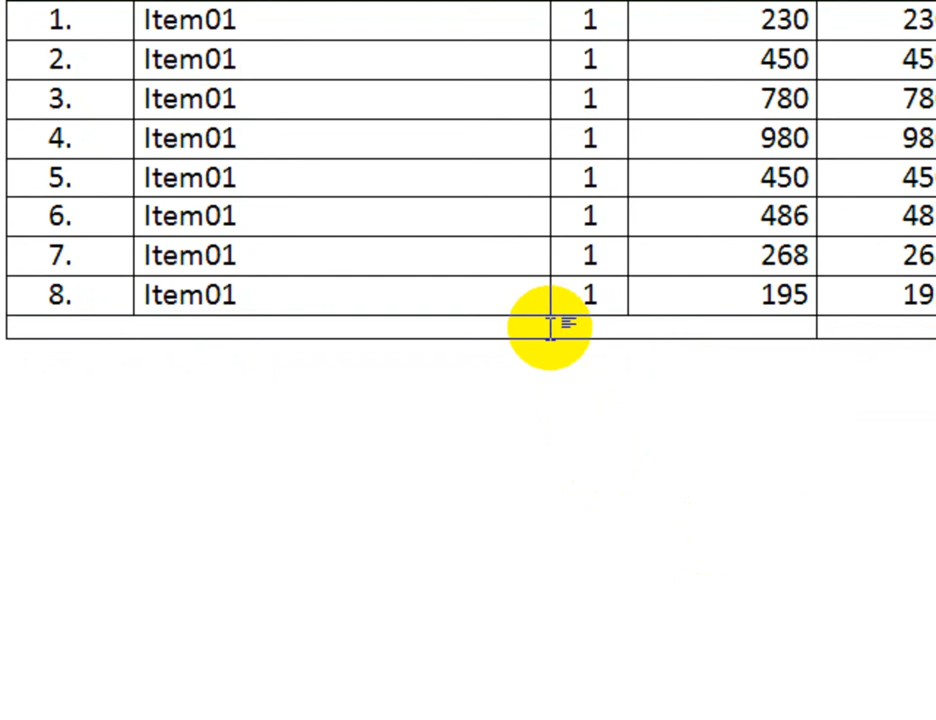 1. Item01 1 230 23
2. Item01 1 450 45
3. Item01 1 780 78
4. Item01 1 980 98
5. Item01 1 450 45
6. Item01 1 486 48
7. Item01 1 268 26
8. Item01 1 195 19